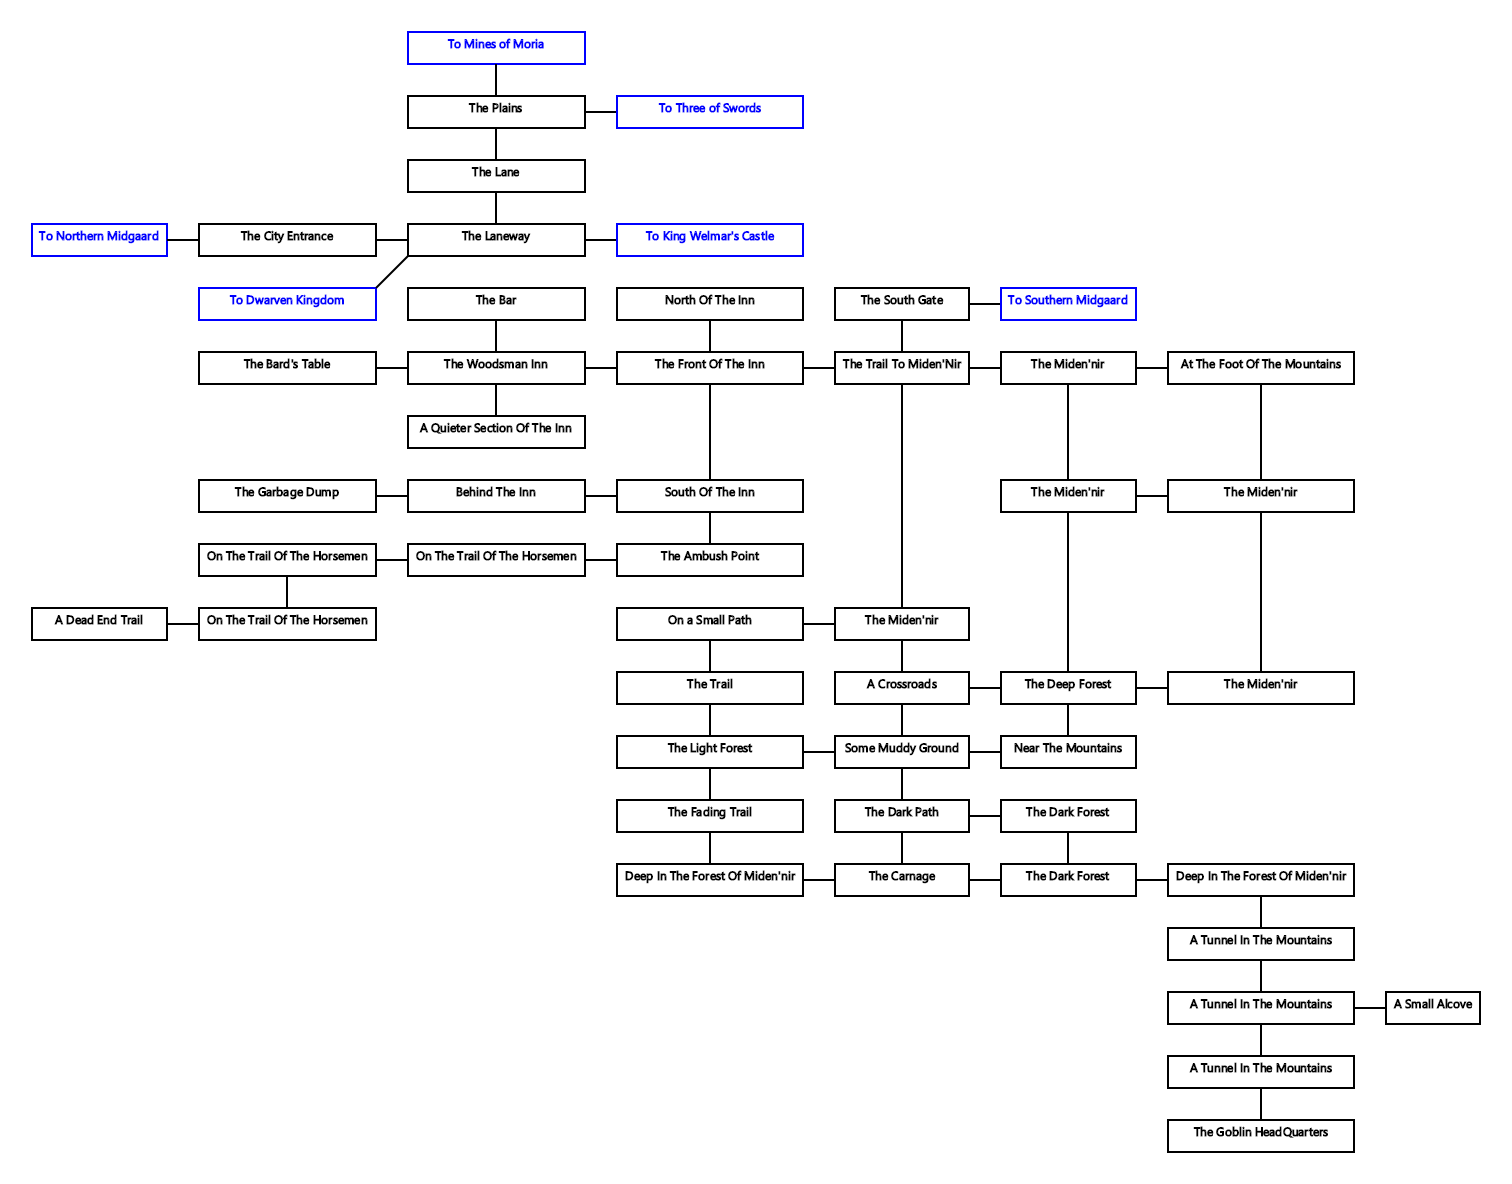 To Mines of Moria
The Plains
To Three of Swords
The Lane
To Northern Midgaard
The City Entrance
The Laneway
To King Welmar's Castle
To Dwarven Kingdom
The Bar
North Of The Inn
The South Gate
To Southern Midgaard
The Bard's Table
The Woodsman Inn
The Front Of The Inn
The Trail To Miden'Nir
The Miden'nir
At The Foot Of The Mountains
A Quieter Section Of The Inn
The Garbage Dump
Behind The Inn
South Of The Inn
The Miden'nir
The Miden'nir
On The Trail Of The Horsemen
On The Trail Of The Horsemen
The Ambush Point
A Dead End Trail
On The Trail Of The Horsemen
On a Small Path
The Miden'nir
The Trail
A Crossroads
The Deep Forest
The Miden'nir
The Light Forest
Some Muddy Ground
Near The Mountains
The Fading Trail
The Dark Path
The Dark Forest
Deep In The Forest Of Miden'nir
The Carnage
The Dark Forest
Deep In The Forest Of Miden'nir
A Tunnel In The Mountains
A Tunnel In The Mountains
A Small Alcove
A Tunnel In The Mountains
The Goblin HeadQuarters